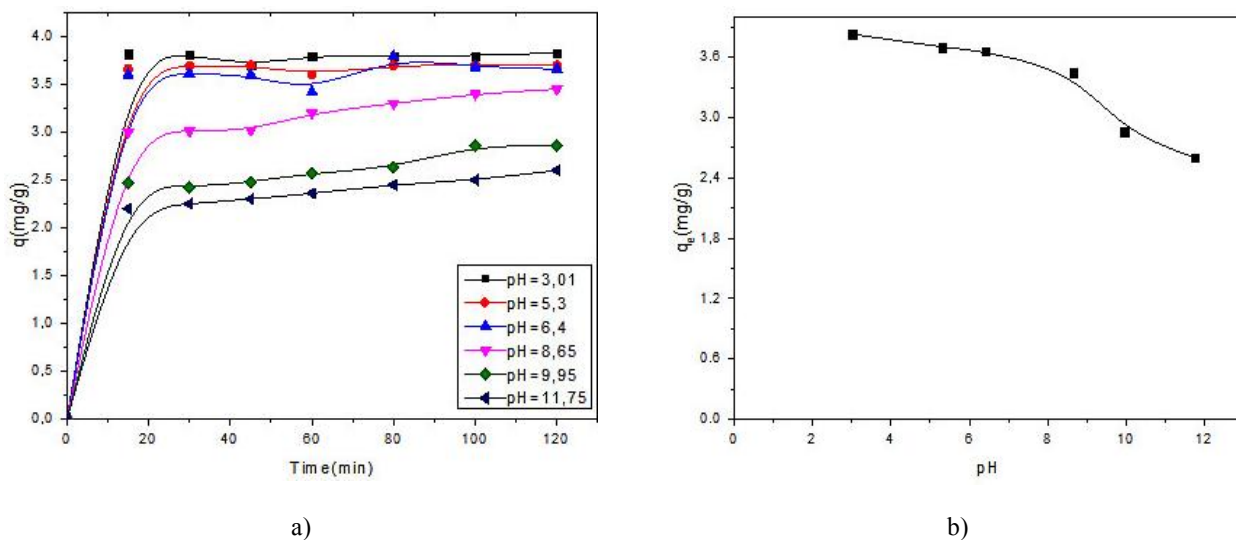 4.0
3.5
3.0
2.5
2.0
1.5
1,0
0,5
0,0
0 20 40 60 80 100 120
q(mg/g)
Time(min)
pH=3,01
pH=5,3
pH=6,4
pH=8,65
pH=9,95
pH=11,75
a)
3.6
3.0
2.4
1.8
1.2
0.6
0.0
0 2 4 6 8 10 12
qe(mg/g)
pH
b)